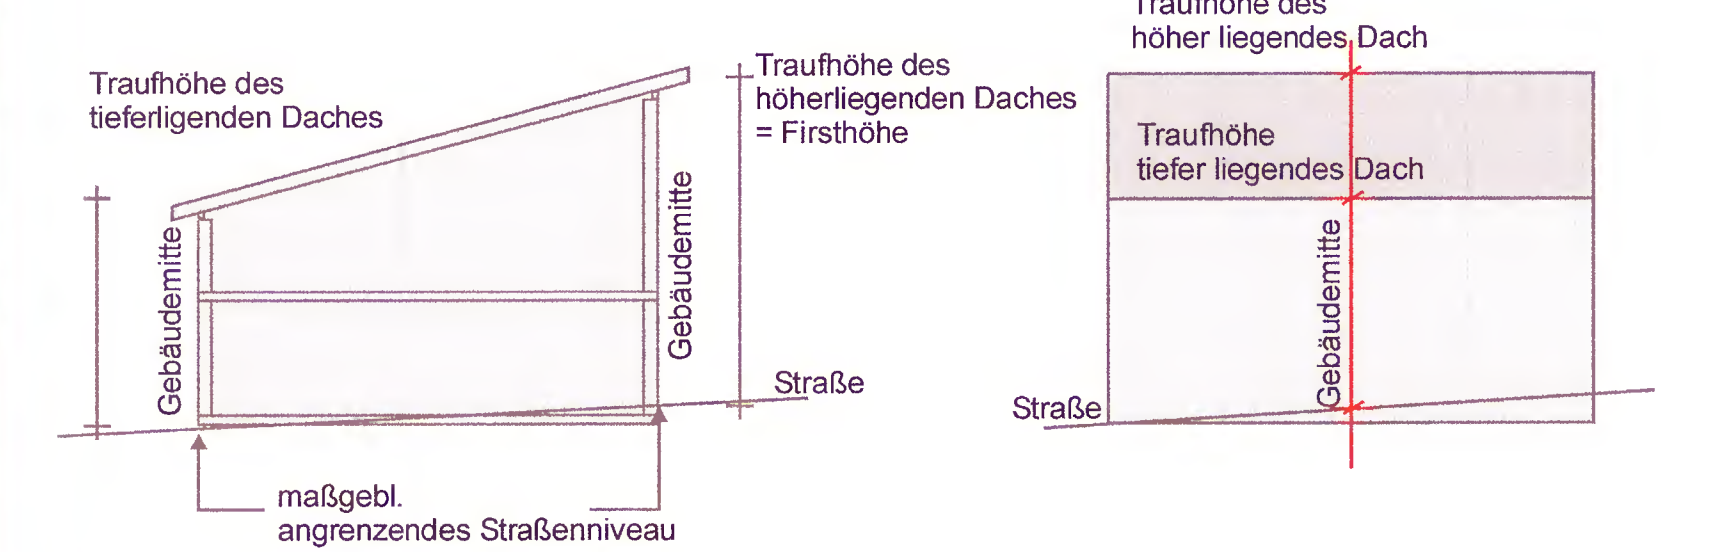 Traufhöhe des
tieferligenden Daches
Traufhöhe des
höherliegenden Daches
= Firsthöhe
Gebäudemitte
Gebäudemitte
Straße
maßgebl.
angrenzendes Straßenniveau
Traufhöhe des
höher liegendes Dach
Traufhöhe
tiefer liegendes Dach
Gebäudemitte
Straße